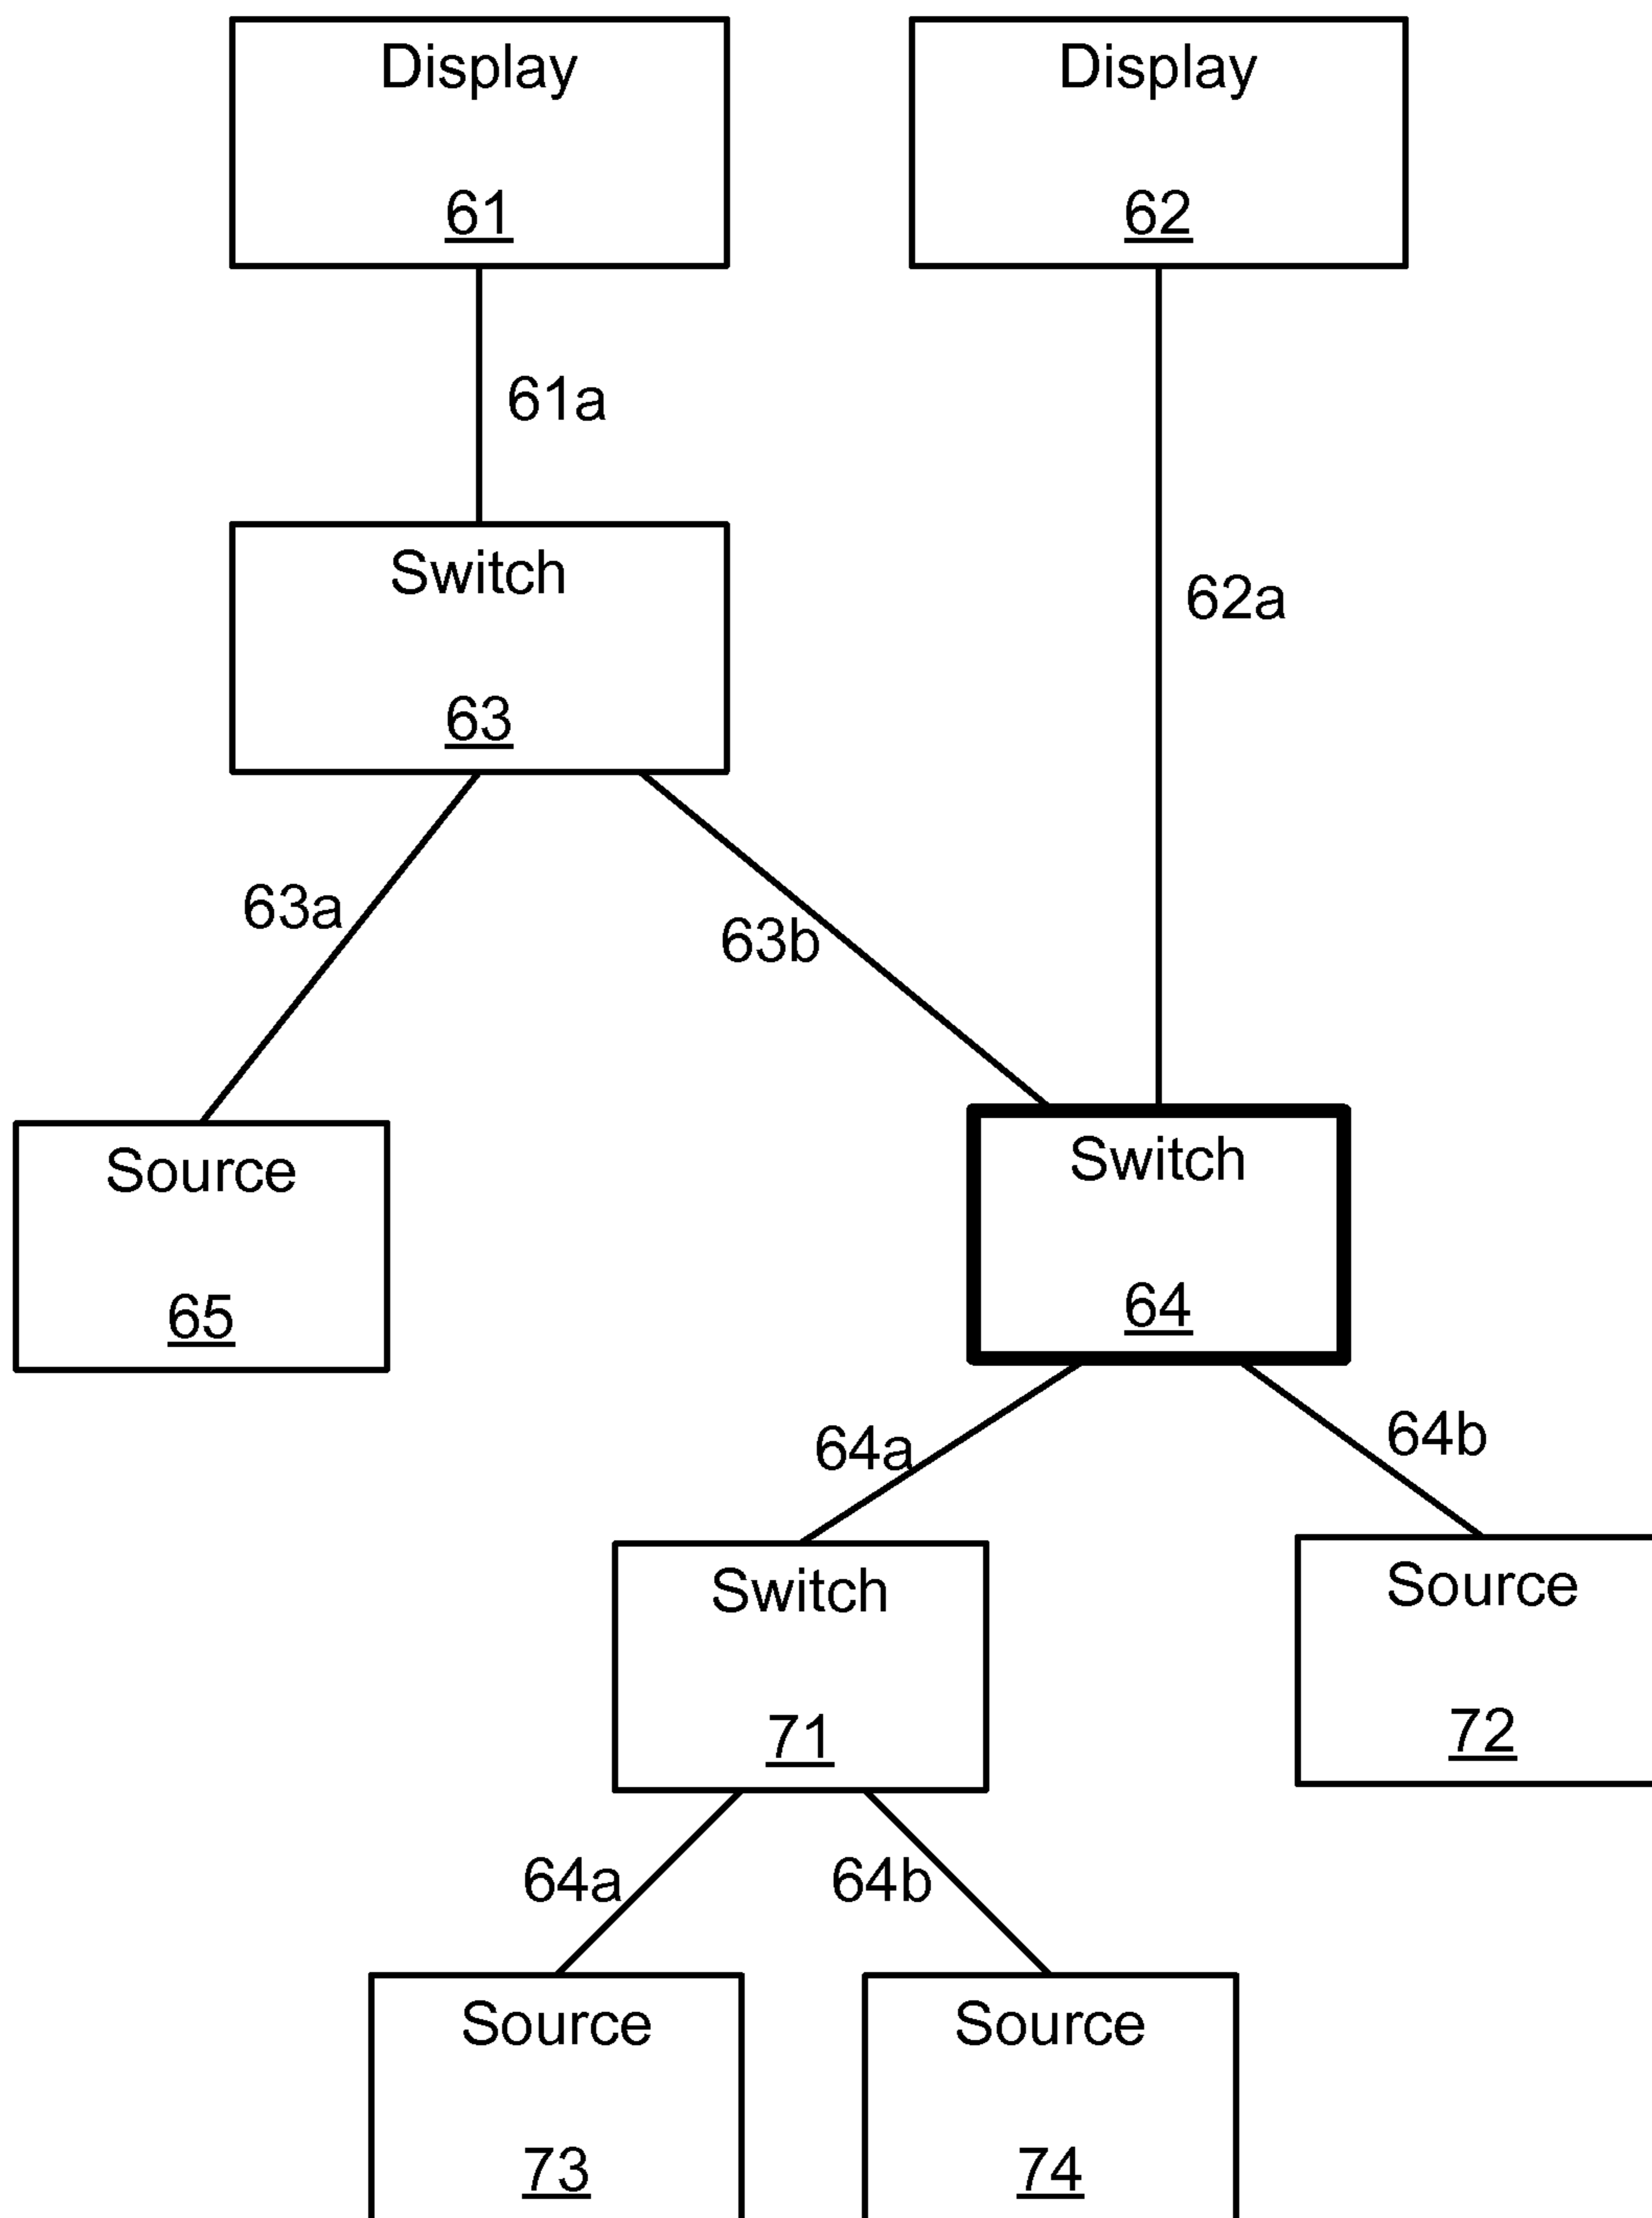 Display
61
Display
62
61a
62a
Switch
63
63a
63b
Source
65
Switch
64
64a
64b
Switch
71
Source
72
64a
64b
Source
73
Source
74